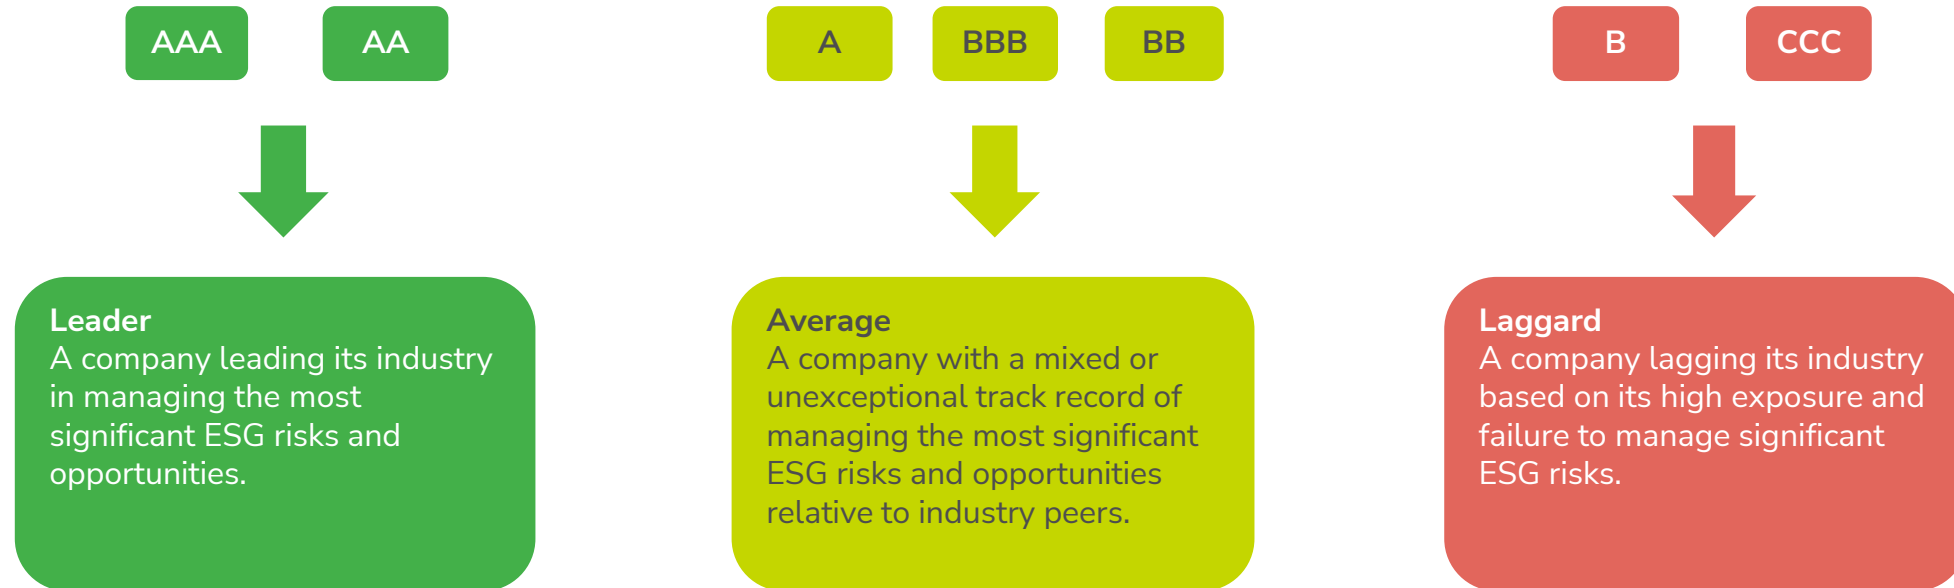 AAA
AA
A
BBB
BB
B
CCC
Leader
A company leading its industry
in managing the most
significant ESG risks and
opportunities.
Average
A company with a mixed or
unexceptional track record of
managing the most significant
ESG risks and opportunities
relative to industry peers.
Laggard
A company lagging its industry
based on its high exposure and
failure to manage significant
ESG risks.